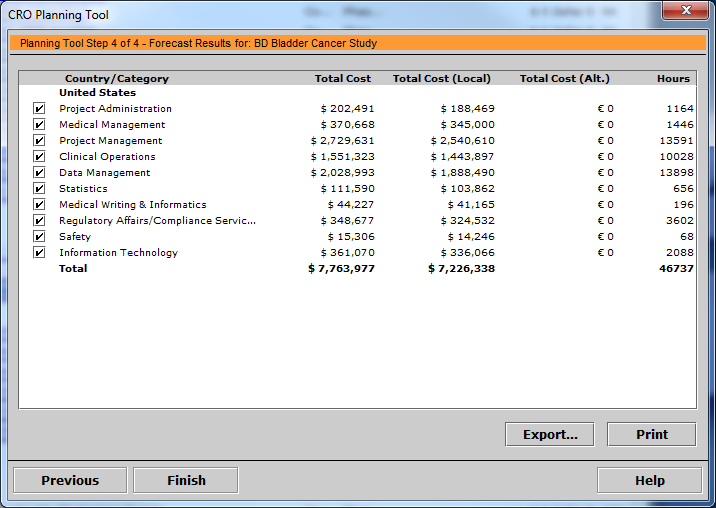 CRO Planning Tool
Planning Tool Step 4 of 4 - Forecast Results for: BD Bladder Cancer Study
Country/Category Total Cost Total Cost (Local) Total Cost (Alt.) Hours
United States
Project Administration $ 202,491 $ 188,469 € 0 1164
Medical Management $ 370,668 $ 345,000 € 0 1446
Project Management $ 2,729,631 $ 2,540,610 € 0 13591
Clinical Operations $ 1,551,323 $ 1,443,897 € 0 10028
Data Management $ 2,028,993 $ 1,888,490 € 0 13898
Statistics $ 111,590 $ 103,862 € 0 656
Medical Writing & Informatics $ 44,227 $ 41,165 € 0 196
Regulatory Affairs/Compliance Servic... $ 348,677 $ 324,532 € 0 3602
Safety $ 15,306 $ 14,246 € 0 68
Information Technology $ 361,070 $ 336,066 € 0 2088
Total $ 7,763,977 $ 7,226,338 46737
Export... Print
Previous Finish Help